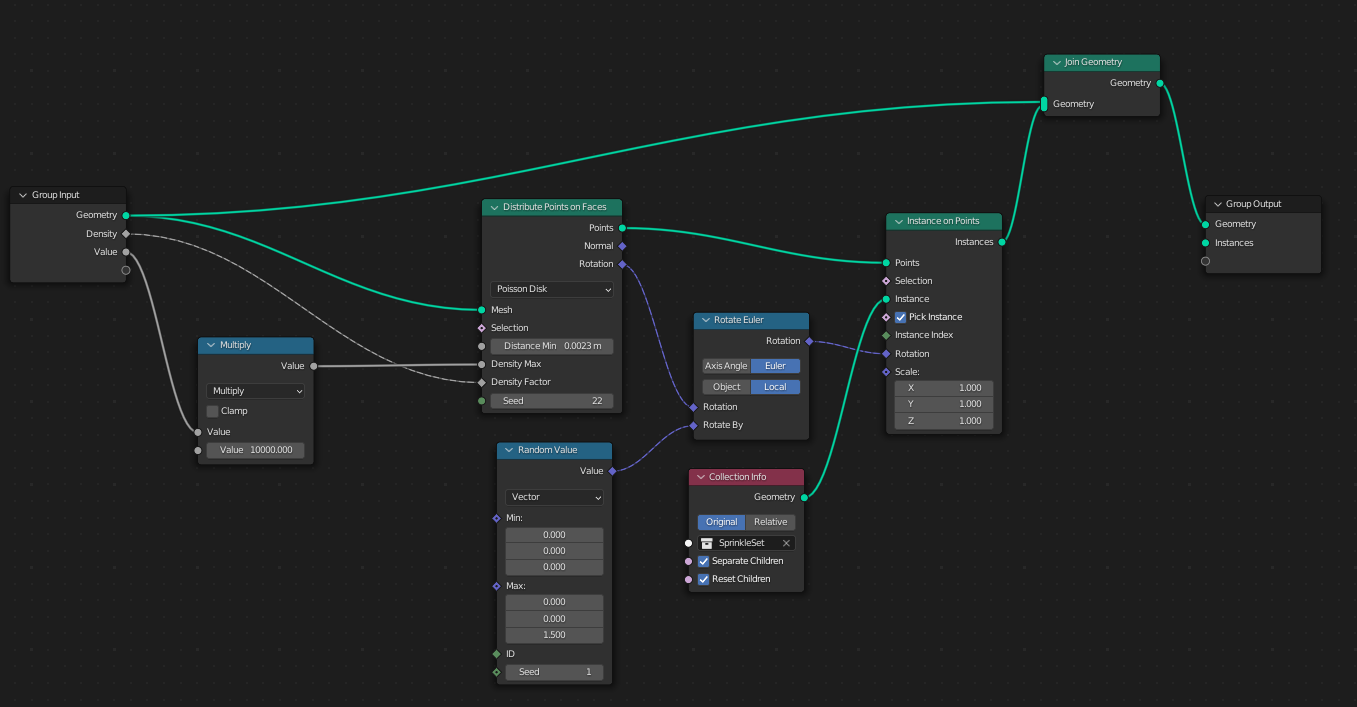 Join Geometry
Geometry
Geometry
Group Input
Geometry
Density
Value
Distribute Points on Faces
Points
Normal
Rotation
Poisson Disk
Mesh
Selection
Distance Min 0.0023 m
Density Max
Density Factor
Seed 22
Instance on Points
Instances
Points
Selection
Instance
Pick Instance
Instance Index
Rotation
Scale:
X 1.000
Y 1.000
Z 1.000
Group Output
Geometry
Instances
Multiply
Value
Multiply
Clamp
Value
Value 10000.000
Rotate Euler
Rotation
Axis Angle Euler
Object Local
Rotation
Rotate By
Random Value
Value
Vector
Min:
0.000
0.000
0.000
Max:
0.000
0.000
1.500
ID
Seed 1
Collection Info
Geometry
Original Relative
SprinkleSet
Separate Children
Reset Children